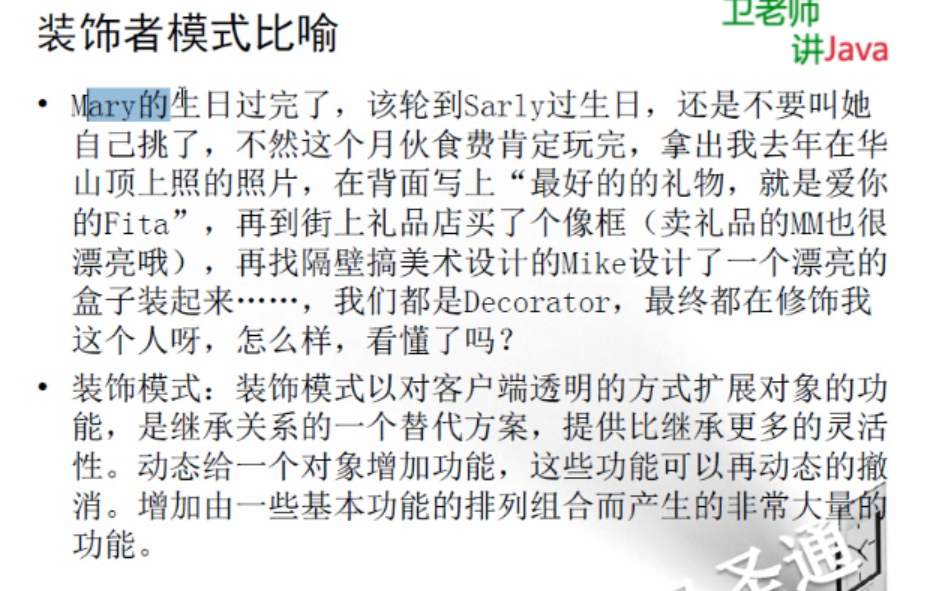 装饰者模式比喻
卫老师
讲Java
• Mary的生日过完了，该轮到Sarly过生日，还是不要叫她
自己挑了，不然这个月伙食费肯定玩完，拿出我去年在华
山顶上照的照片，在背面写上“最好的的礼物，就是爱你
的Fita”，再到街上礼品店买了个像框（卖礼品的MM也很
漂亮哦），再找隔壁搞美术设计的Mike设计了一个漂亮的
盒子装起来……，我们都是Decorator，最终都在修饰我
这个人呀，怎么样，看懂了吗？
• 装饰模式：装饰模式以对客户端透明的方式扩展对象的功
能，是继承关系的一个替代方案，提供比继承更多的灵活
性。动态给一个对象增加功能，这些功能可以再动态的撤
消。增加由一些基本功能的排列组合而产生的非常大量的
功能。
圣通